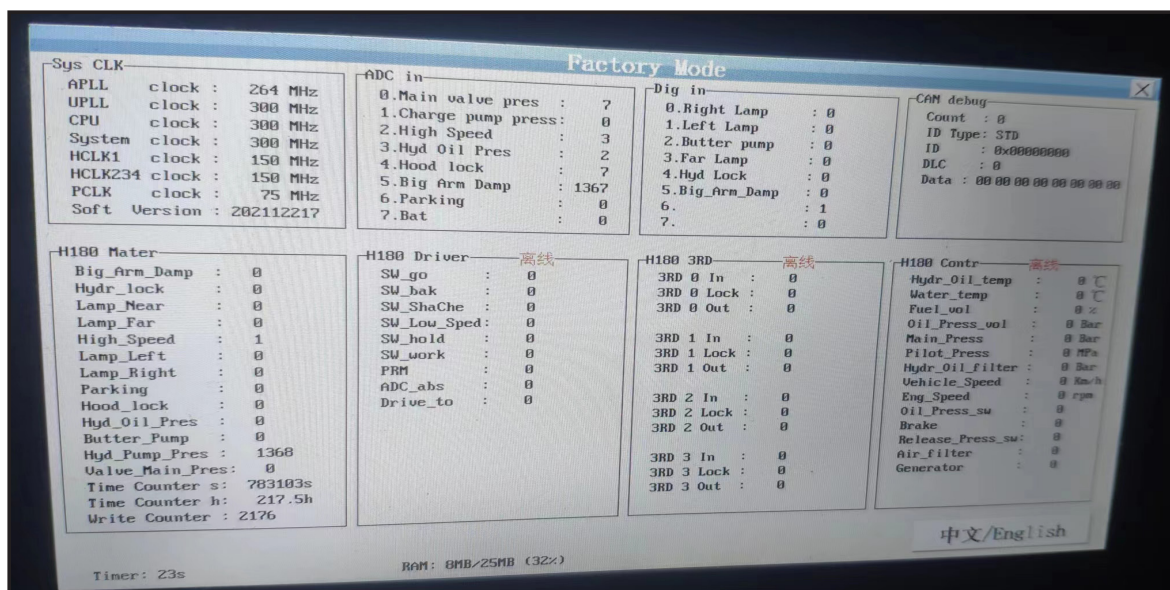 Factory Mode
Sys CLK
APLL clock : 264 MHz
UPLL clock : 300 MHz
CPU clock : 300 MHz
System clock : 300 MHz
HCLK1 clock : 150 MHz
HCLK234 clock : 150 MHz
PCLK clock : 75 MHz
Soft Version : 202112217
ADC in
0.Main valve pres : 7
1.Charge pump press: 0
2.High Speed : 3
3.Hyd Oil Pres : 2
4.Hood lock : 7
5.Big Arm Damp : 1367
6.Parking : 0
7.Bat : 0
Dig in
0.Right Lamp : 0
1.Left Lamp : 0
2.Butter pump : 0
3.Far Lamp : 0
4.Hyd Lock : 0
5.Big_Arm_Damp : 0
6. : 1
7. : 0
CAM debug
Count : 0
ID Type: STD
ID : 0x00000000
DLC : 0
Data : 00 00 00 00 00 00 00 00
H180 Mater
Big_Arm_Damp : 0
Hydr_lock : 0
Lamp_Near : 0
Lamp_Far : 0
High_Speed : 1
Lamp_Left : 0
Lamp_Right : 0
Parking : 0
Hood_lock : 0
Hyd_Oil_Pres : 0
Butter_Pump : 0
Hyd_Pump_Pres : 1368
Valve_Main_Pres: 0
Time Counter s: 783103s
Time Counter h: 217.5h
Write Counter : 2176
H180 Driver 离线
SW_go : 0
SW_bak : 0
SW_ShaChe : 0
SW_Low_Sped: 0
SW_hold : 0
SW_work : 0
PRM : 0
ADC_abs : 0
Drive_to : 0
H180 3RD 离线
3RD 0 In : 0
3RD 0 Lock : 0
3RD 0 Out : 0
3RD 1 In : 0
3RD 1 Lock : 0
3RD 1 Out : 0
3RD 2 In : 0
3RD 2 Lock : 0
3RD 2 Out : 0
3RD 3 In : 0
3RD 3 Lock : 0
3RD 3 Out : 0
H180 Contr 离线
Hydr_Oil_temp : 0 ℃
Water_temp : 0 ℃
Fuel_vol : 0 %
Oil_Press_vol : 0 Bar
Main_Press : 0 Bar
Pilot_Press : 0 MPa
Hydr_Oil_filter : 0 Bar
Vehicle_Speed : 0 Km/h
Eng_Speed : 0 rpm
Oil_Press_sw : 0
Brake : 0
Release_Press_sw: 0
Air_filter : 0
Generator : 0
中文/English
Timer: 23s
RAM: 8MB/25MB (32%)